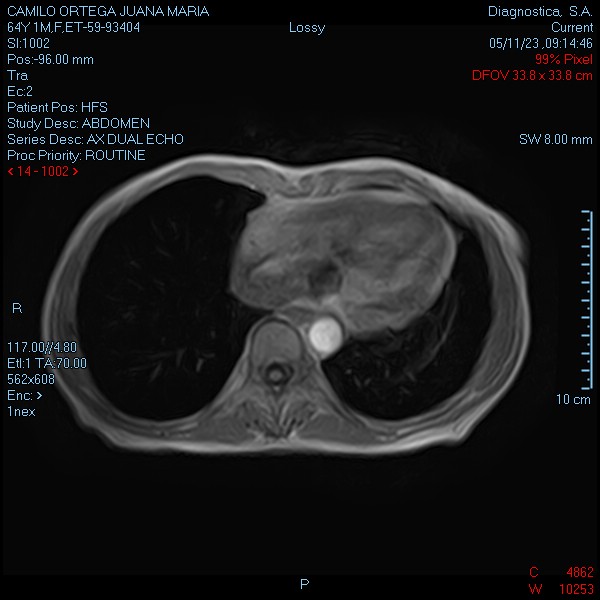 CAMILO ORTEGA JUANA MARIA
64Y 1M,F,ET-59-93404
SI:1002
Pos:-96.00 mm
Tra
Ec:2
Patient Pos: HFS
Study Desc: ABDOMEN
Series Desc: AX DUAL ECHO
Proc Priority: ROUTINE
< 14 - 1002 >
Lossy
Diagnostica, S.A.
Current
05/11/23 ,09:14:46
99% Pixel
DFOV 33.8 x 33.8 cm
SW 8.00 mm
R
117.00//4.80
Etl:1 TA:70.00
562x608
Enc: >
1nex
10 cm
P
C 4862
W 10253